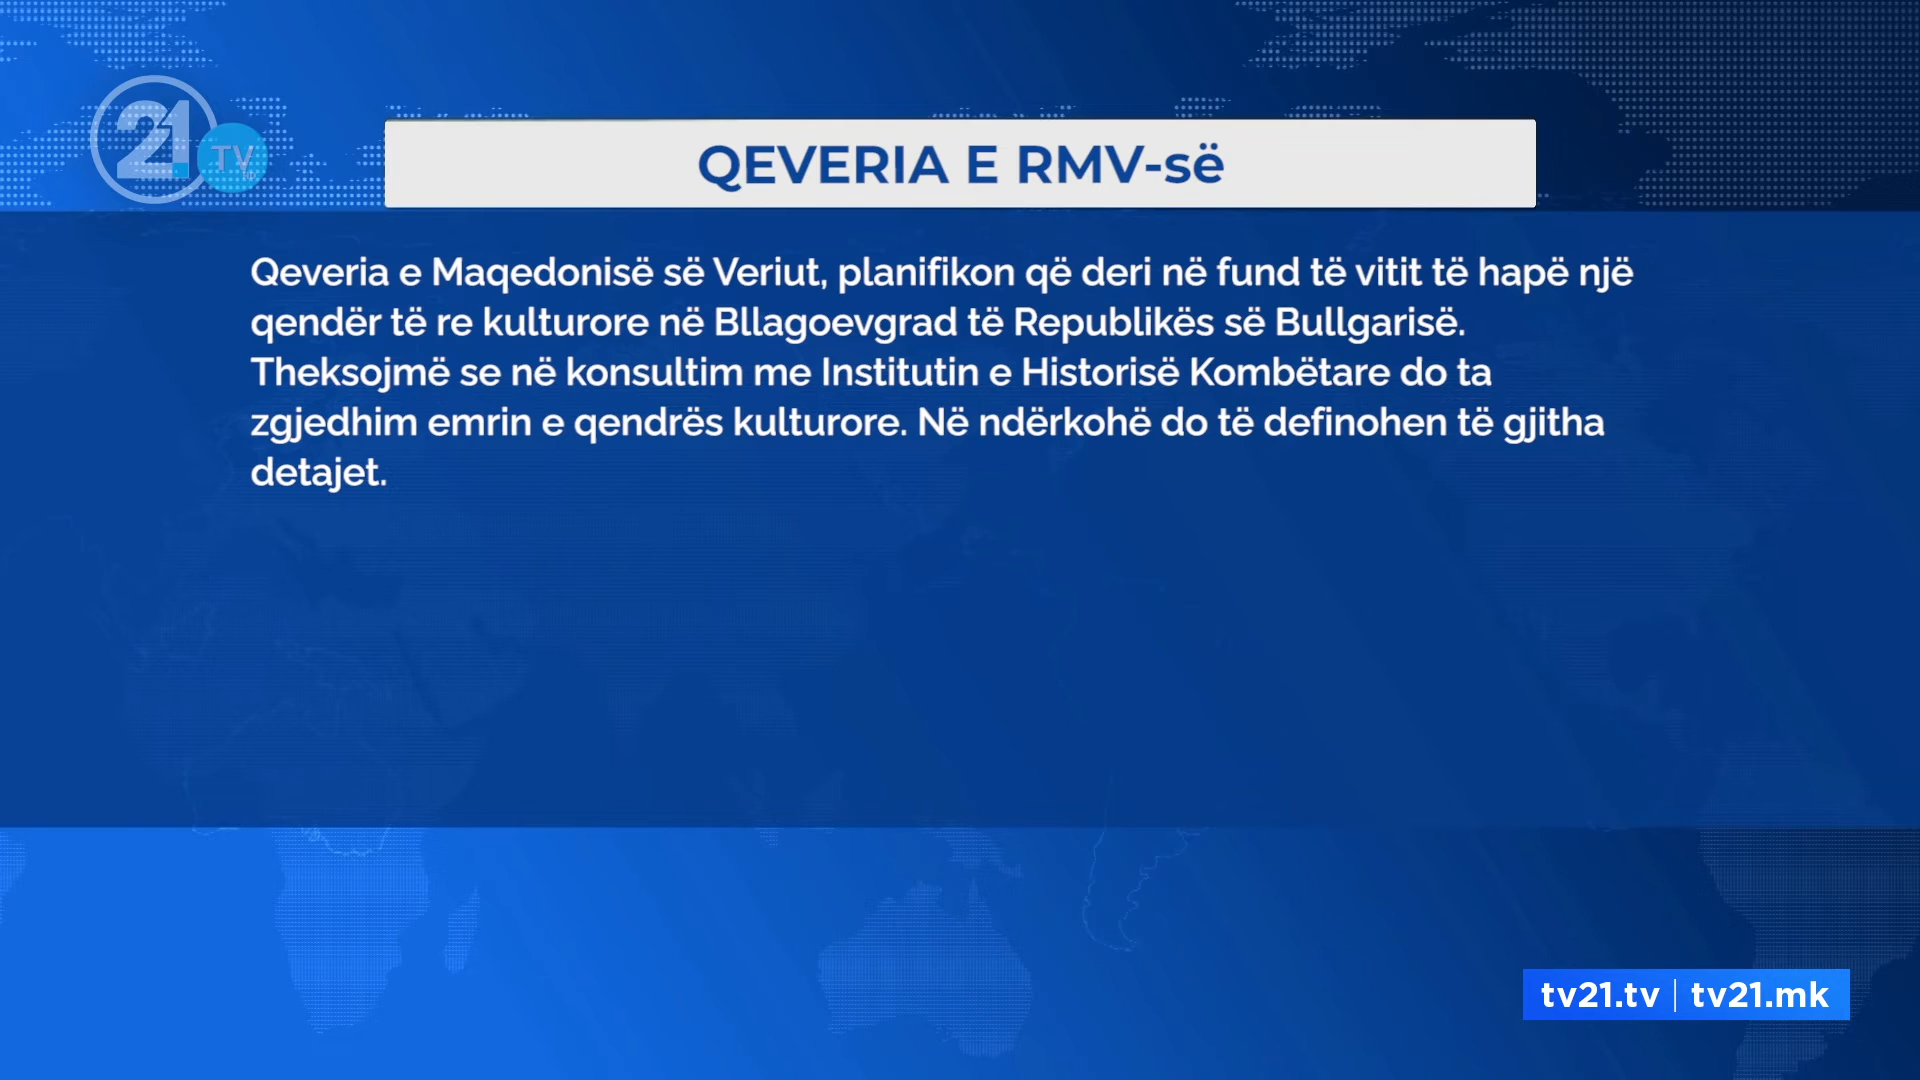 21
TV
QEVERIA E RMV-së
Qeveria e Maqedonisë së Veriut, planifikon që deri në fund të vitit të hapë një
qendër të re kulturore në Bllagoevgrad të Republikës së Bullgarisë.
Theksojmë se në konsultim me Institutin e Historisë Kombëtare do ta
zgjedhim emrin e qendrës kulturore. Në ndërkohë do të definohen të gjitha
detajet.
tv21.tv | tv21.mk